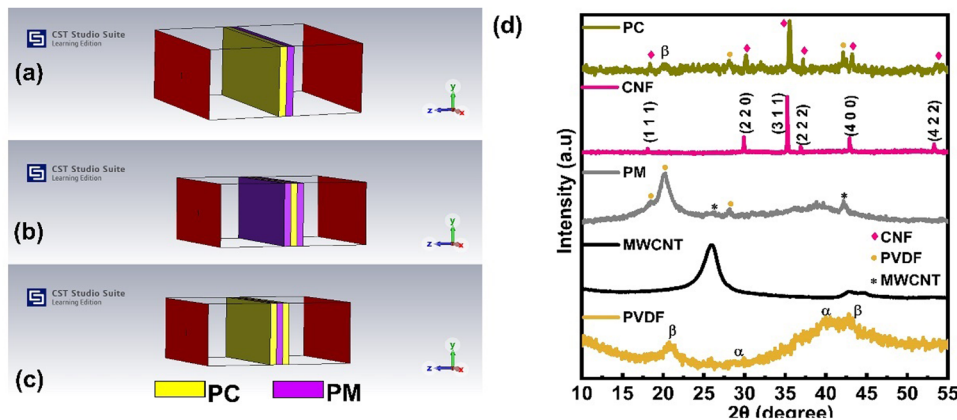 CST Studio Suite
Learning Edition
(a)
y
z
x
CST Studio Suite
Learning Edition
(b)
y
z
x
CST Studio Suite
Learning Edition
(c)
y
z
x
PC
PM
(d)
Intensity (a.u)
PC
β
CNF
(1 1 1)
(2 2 0)
(3 1 1)
(2 2 2)
(4 0 0)
(4 2 2)
PM
*
*
MWCNT
CNF
PVDF
* MWCNT
PVDF
β
α
α
β
10 15 20 25 30 35 40 45 50 55
2θ (degree)